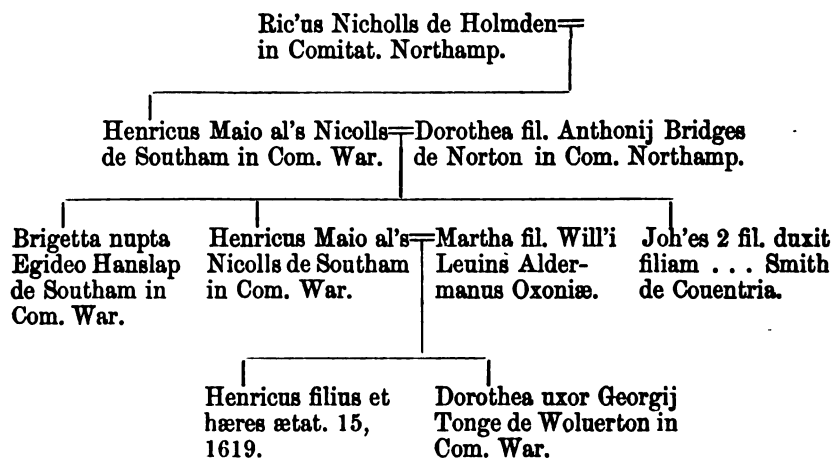 Ric'us Nicholls de Holmden
in Comitat. Northamp.
Henricus Maio al's Nicolls
de Southam in Com. War.
Dorothea fil. Anthonij Bridges
de Norton in Com. Northamp.
Brigetta nupta
Egideo Hanslap
de Southam in
Com. War.
Henricus Maio al's
Nicolls de Southam
in Com. War.
Martha fil. Will'i
Leuins Alder-
manus Oxoniæ.
Joh'es 2 fil. duxit
filiam ... Smith
de Couentria.
Henricus filius et
hæres ætat. 15,
1619.
Dorothea uxor Georgij
Tonge de Woluerton in
Com. War.